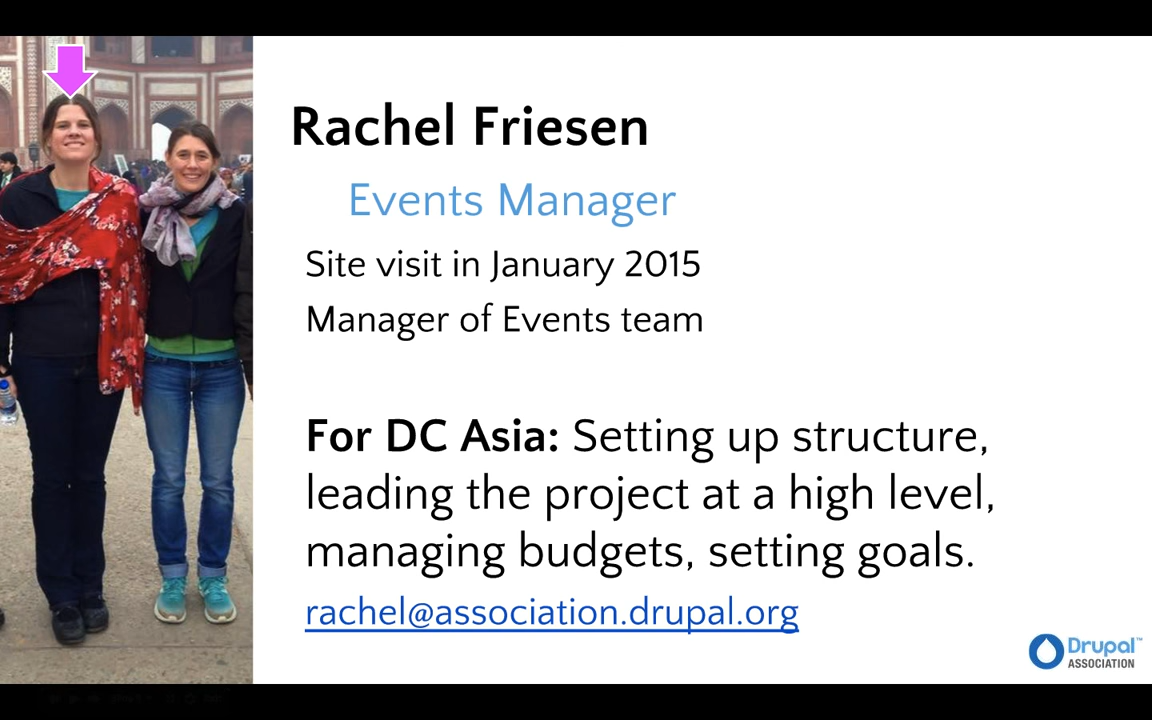 Rachel Friesen
Events Manager
Site visit in January 2015
Manager of Events team
For DC Asia: Setting up structure,
leading the project at a high level,
managing budgets, setting goals.
rachel@association.drupal.org
Drupal™
ASSOCIATION